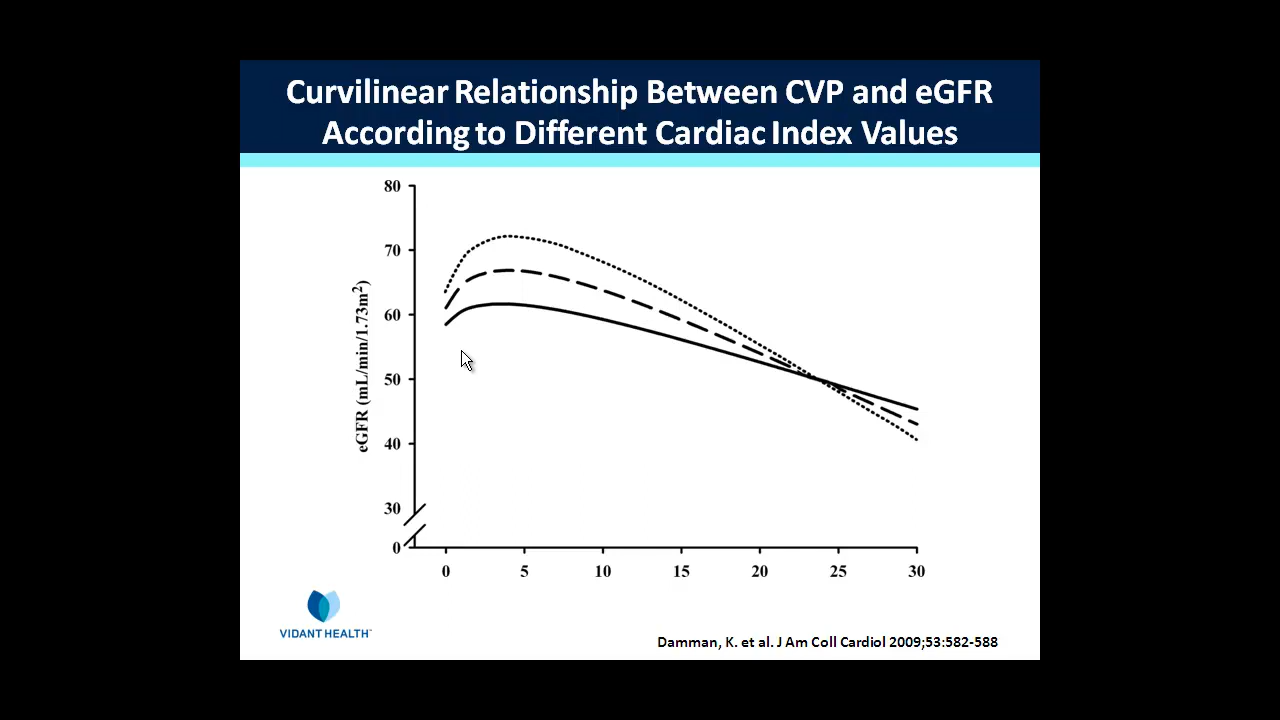 Curvilinear Relationship Between CVP and eGFR
According to Different Cardiac Index Values
80
70
60
50
40
30
0
eGFR (mL/min/1.73m²)
0 5 10 15 20 25 30
VIDANT HEALTH™
Damman, K. et al. J Am Coll Cardiol 2009;53:582-588